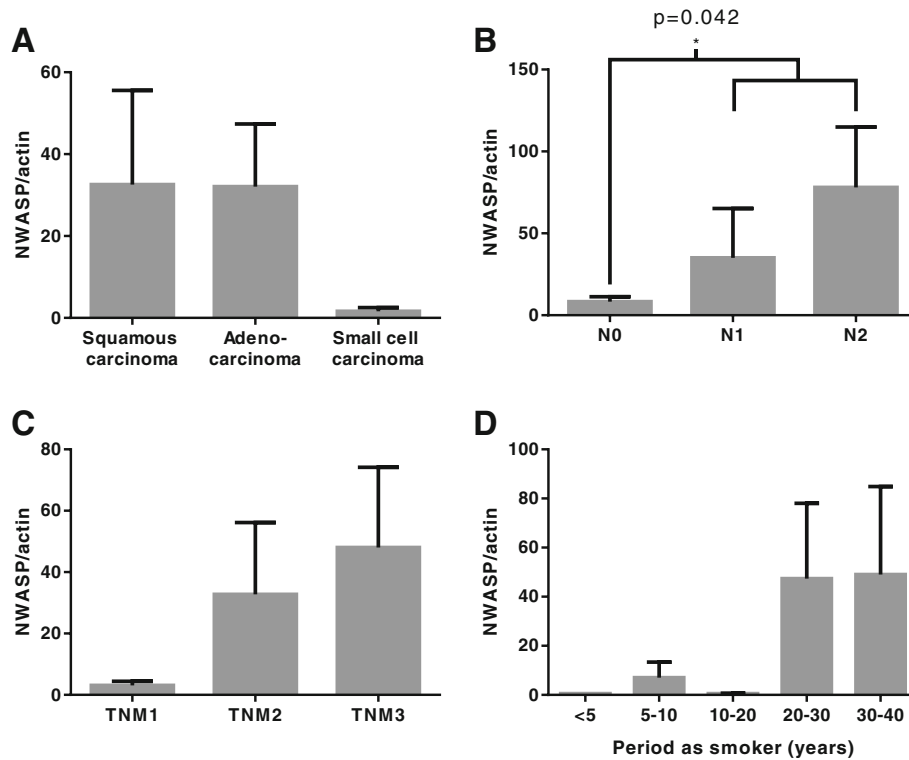 A
NWASP/actin
60
40
20
0
Squamous carcinoma
Adeno-carcinoma
Small cell carcinoma
B
p=0.042
*
NWASP/actin
150
100
50
0
N0
N1
N2
C
NWASP/actin
80
60
40
20
0
TNM1
TNM2
TNM3
D
NWASP/actin
100
80
60
40
20
0
<5
5-10
10-20
20-30
30-40
Period as smoker (years)